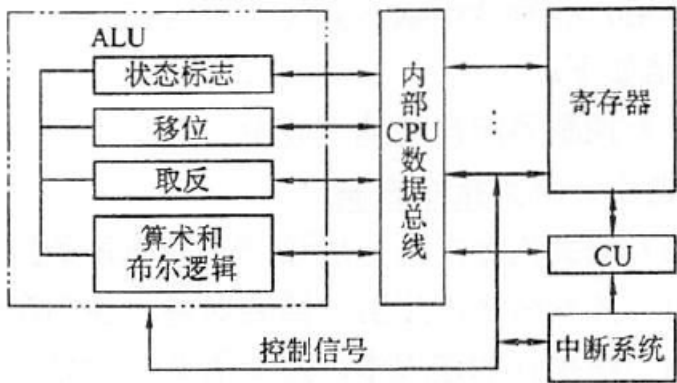 ALU
状态标志
移位
取反
算术和
布尔逻辑
内
部
CPU
数
据
总
线
⋮
寄存器
CU
中断系统
控制信号